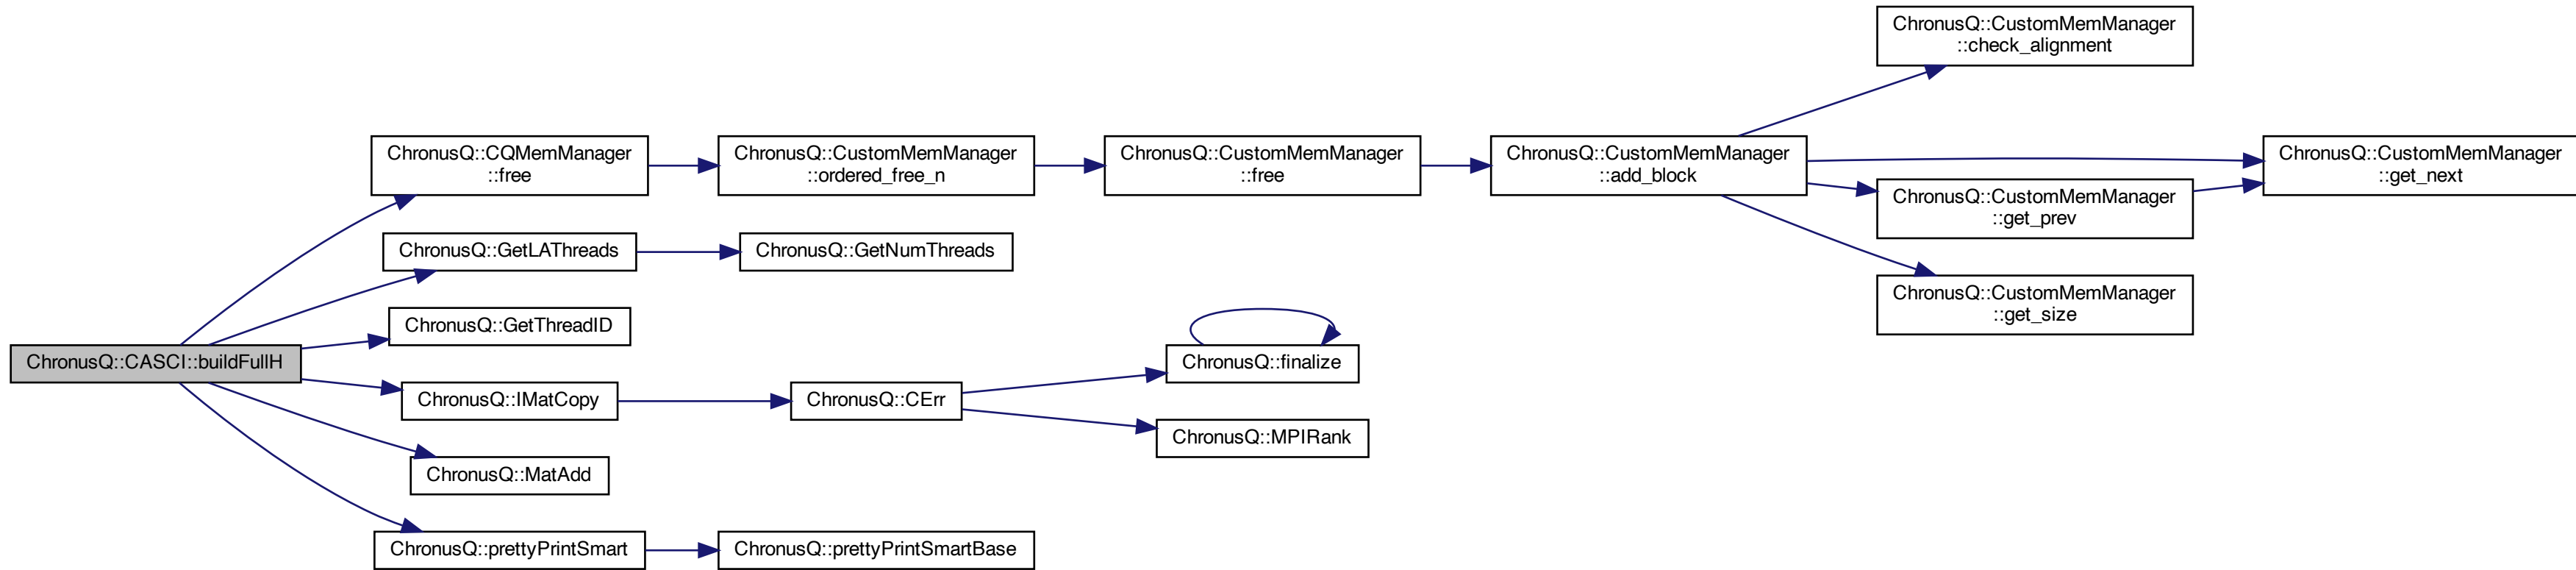 ChronusQ::CASCI::buildFullH
ChronusQ::CQMemManager
::free
ChronusQ::CustomMemManager
::ordered_free_n
ChronusQ::CustomMemManager
::free
ChronusQ::CustomMemManager
::add_block
ChronusQ::CustomMemManager
::check_alignment
ChronusQ::CustomMemManager
::get_next
ChronusQ::CustomMemManager
::get_prev
ChronusQ::CustomMemManager
::get_size
ChronusQ::GetLAThreads
ChronusQ::GetNumThreads
ChronusQ::GetThreadID
ChronusQ::IMatCopy
ChronusQ::CErr
ChronusQ::finalize
ChronusQ::MPIRank
ChronusQ::MatAdd
ChronusQ::prettyPrintSmart
ChronusQ::prettyPrintSmartBase